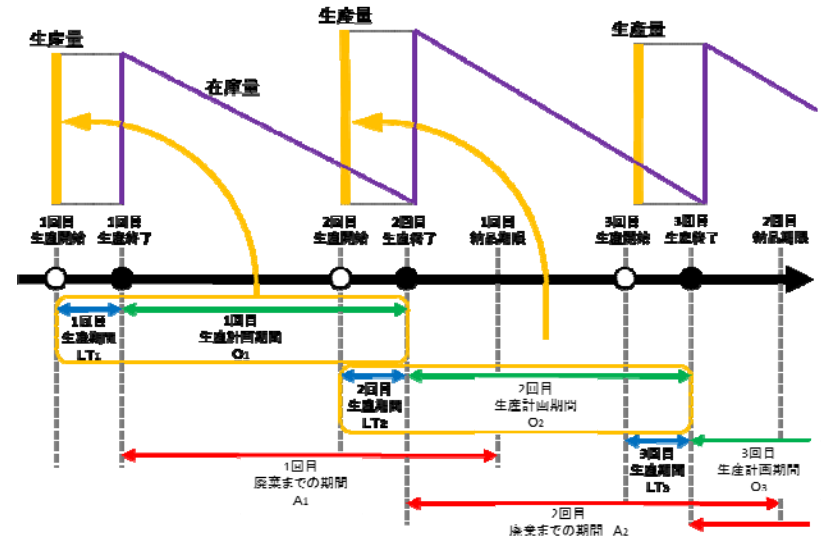 生産量
生産量
生産量
在庫量
1回目
生産開始
1回目
生産終了
2回目
生産開始
2回目
生産終了
1回目
納品期限
3回目
生産開始
3回目
生産終了
2回目
納品期限
1回目
生産期間
LT1
1回目
生産計画期間
O1
2回目
生産期間
LT2
2回目
生産計画期間
O2
3回目
生産期間
LT3
3回目
生産計画期間
O3
1回目
廃棄までの期間
A1
2回目
廃棄までの期間 A2